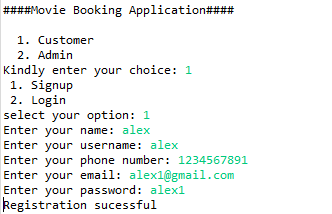 ####Movie Booking Application####
1. Customer
2. Admin
Kindly enter your choice: 1
1. Signup
2. Login
select your option: 1
Enter your name: alex
Enter your username: alex
Enter your phone number: 1234567891
Enter your email: alex1@gmail.com
Enter your password: alex1
Registration sucessful